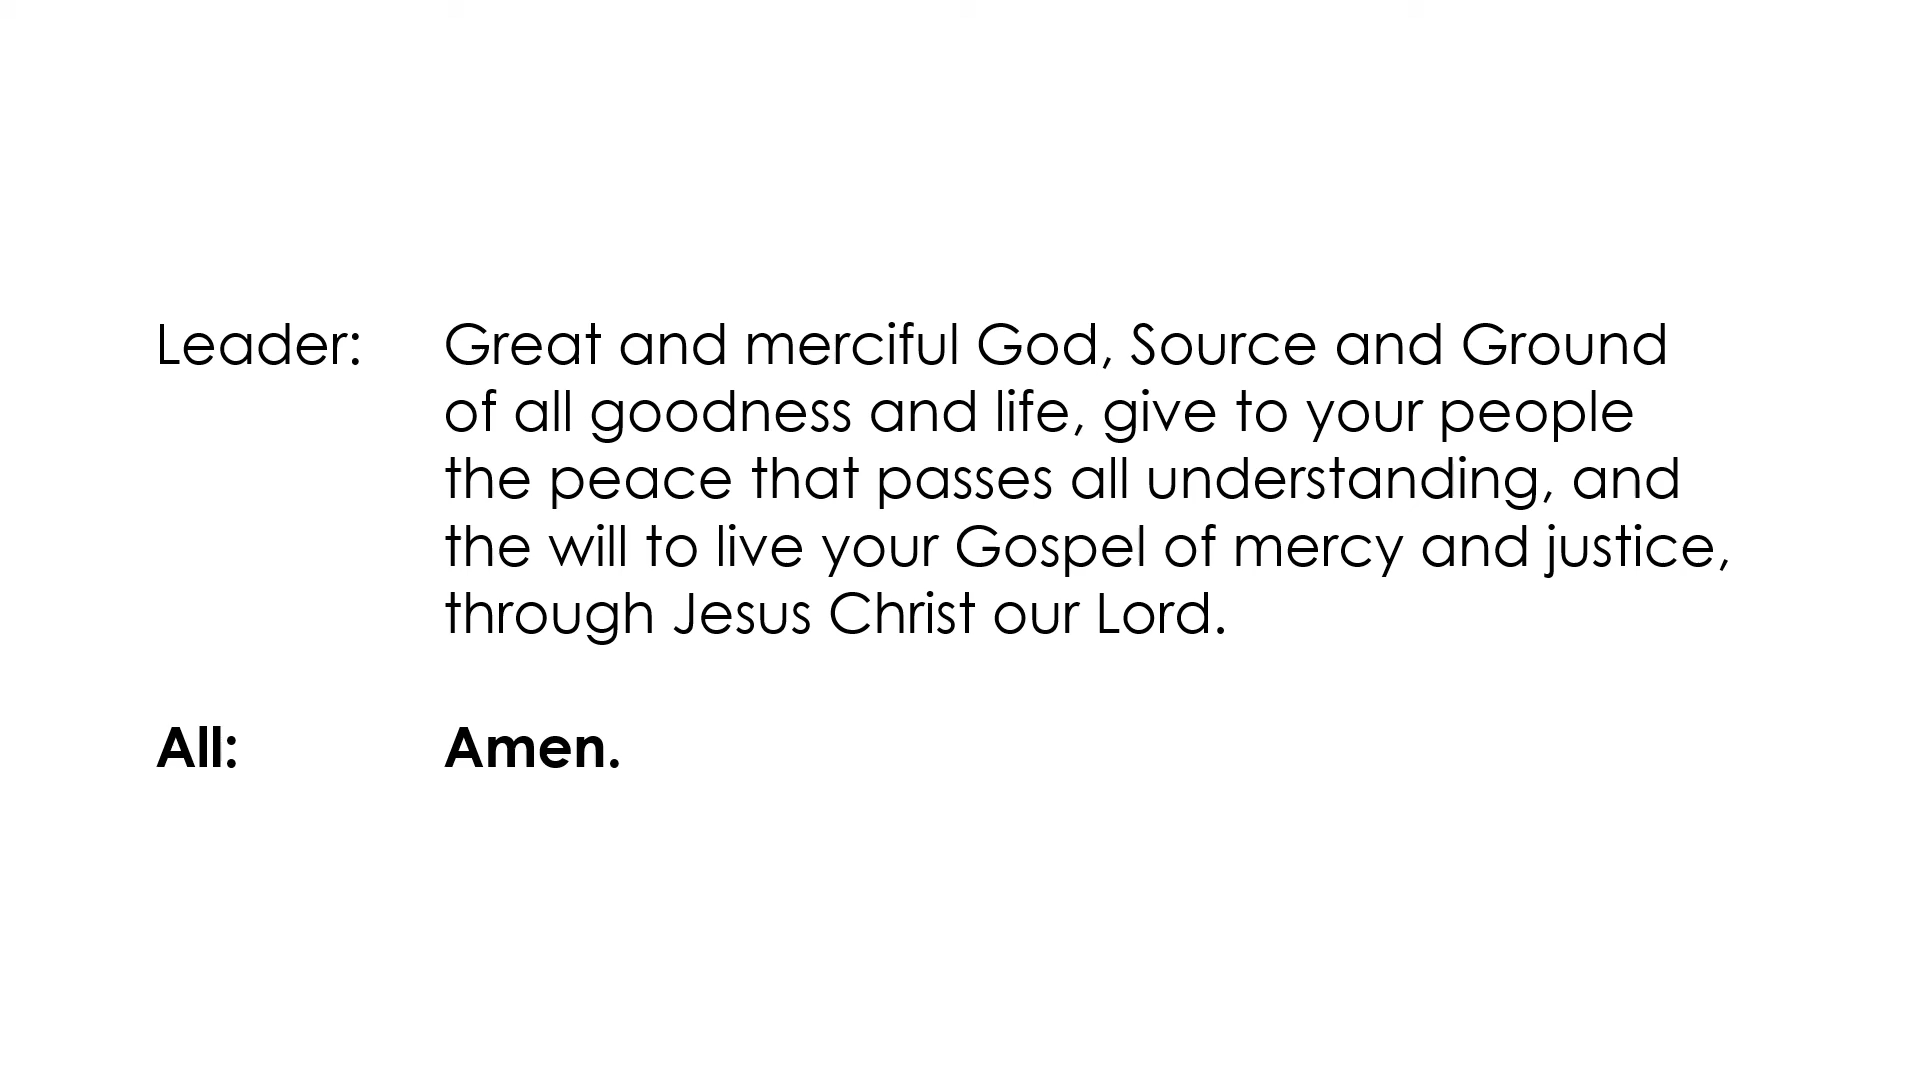 Leader: Great and merciful God, Source and Ground
of all goodness and life, give to your people
the peace that passes all understanding, and
the will to live your Gospel of mercy and justice,
through Jesus Christ our Lord.
All: Amen.